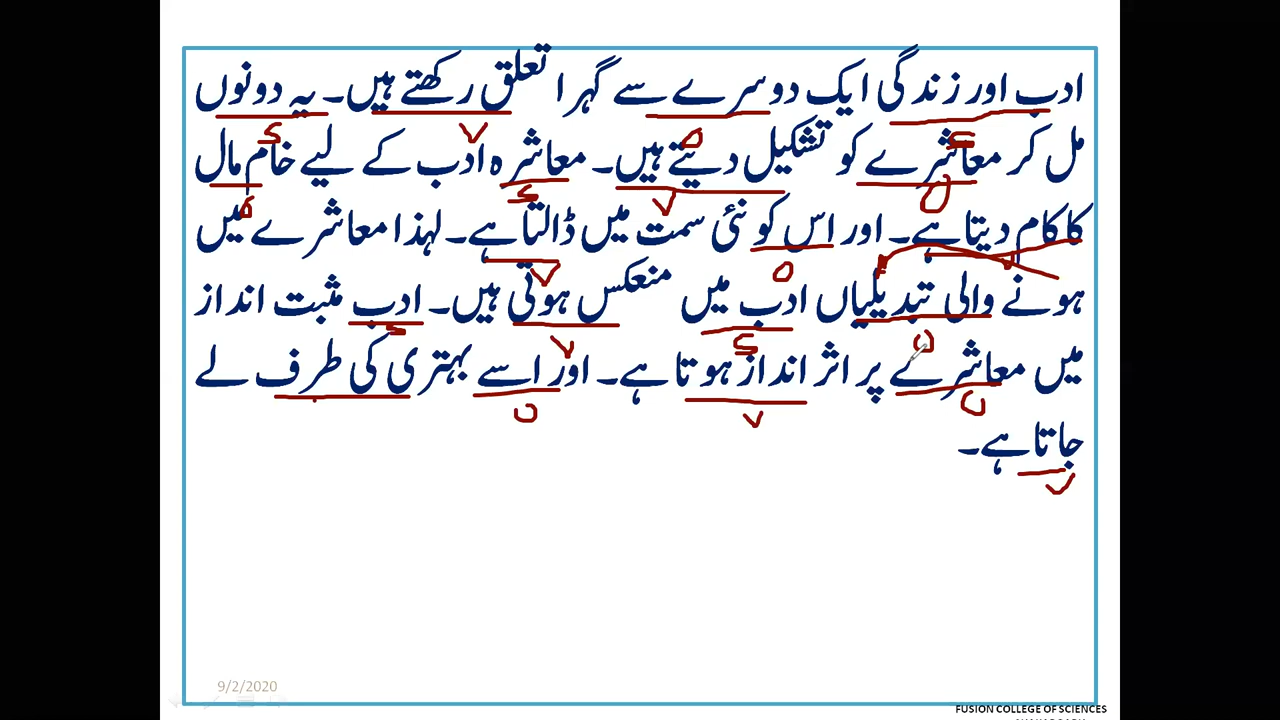 ادب اور زندگی ایک دوسرے سے گہرا تعلق رکھتے ہیں۔ یہ دونوں
مل کر معاشرے کو تشکیل دیتے ہیں۔ معاشرہ ادب کے لیے خام مال
کا کام دیتا ہے۔ اور اس کو نئی سمت میں ڈالتا ہے۔ لہذا معاشرے میں
ہونے والی تبدیلیاں ادب میں منعکس ہوتی ہیں۔ ادب مثبت انداز
میں معاشرے پر اثر انداز ہوتا ہے۔ اور اسے بہتری کی طرف لے
جاتا ہے۔
9/2/2020
FUSION COLLEGE OF SCIENCES